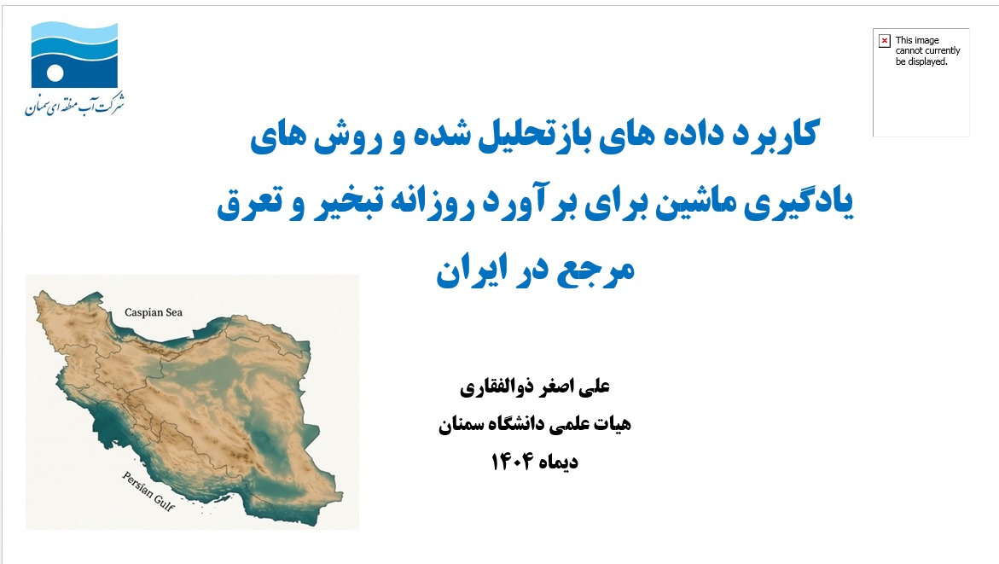 شرکت آب منطقه ای سمنان
This image
cannot currently
be displayed.
کاربرد داده های بازتحلیل شده و روش های
یادگیری ماشین برای برآورد روزانه تبخیر و تعرق
مرجع در ایران
Caspian Sea
Persian Gulf
علی اصغر ذوالفقاری
هیات علمی دانشگاه سمنان
دیماه ۱۴۰۴